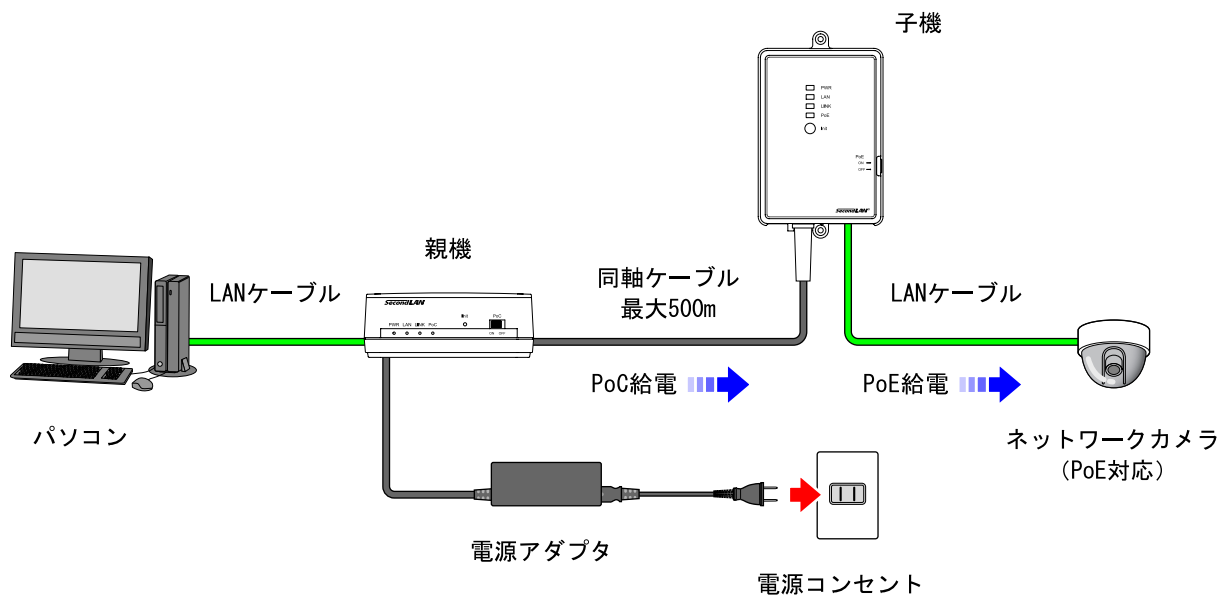 子機
PWR
LAN
LINK
PoE
Init
PoE
ON
OFF
SecondLAN
親機
LANケーブル
同軸ケーブル
最大500m
LANケーブル
SecondLAN
Init
PoC
PWR LAN LINK PoC
ON OFF
PoC給電
PoE給電
パソコン
ネットワークカメラ
(PoE対応)
電源アダプタ
電源コンセント